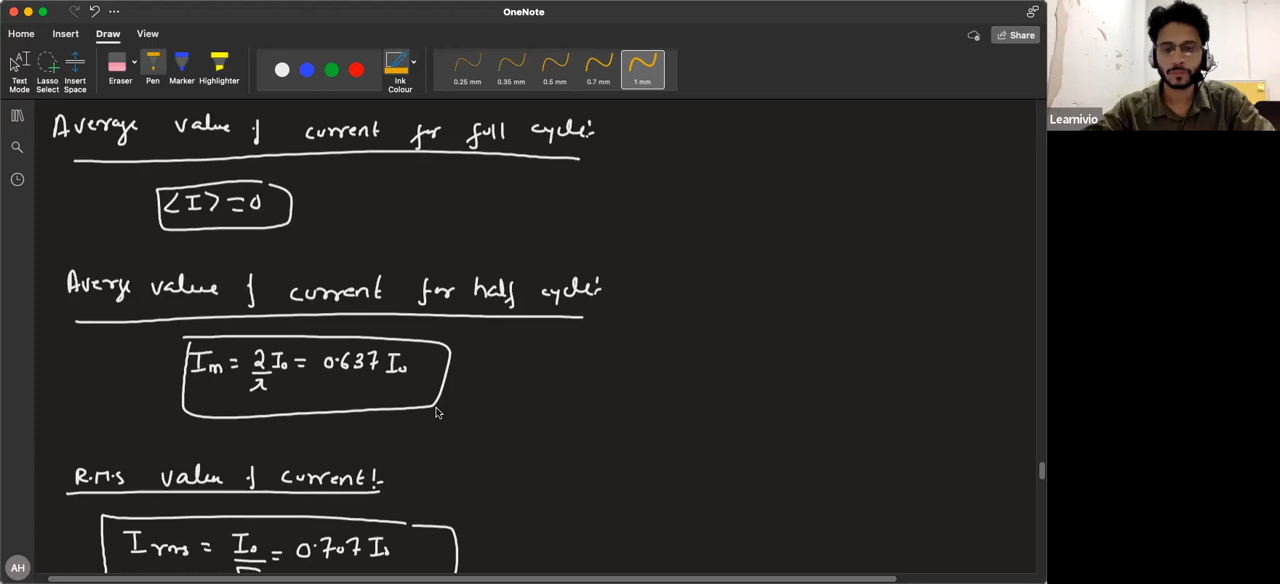 OneNote
Home Insert Draw View
Share
Text Mode
Lasso Select
Insert Space
Eraser
Pen
Marker
Highlighter
Ink Colour
0.25 mm
0.35 mm
0.5 mm
0.7 mm
1 mm
Learnivio
Average value of current for full cycle:-
<I> = 0
Average value of current for half cycle:-
Im = 2/π I₀ = 0.637 I₀
R.M.S value of current:-
Irms = I₀/√ = 0.707 I₀
AH